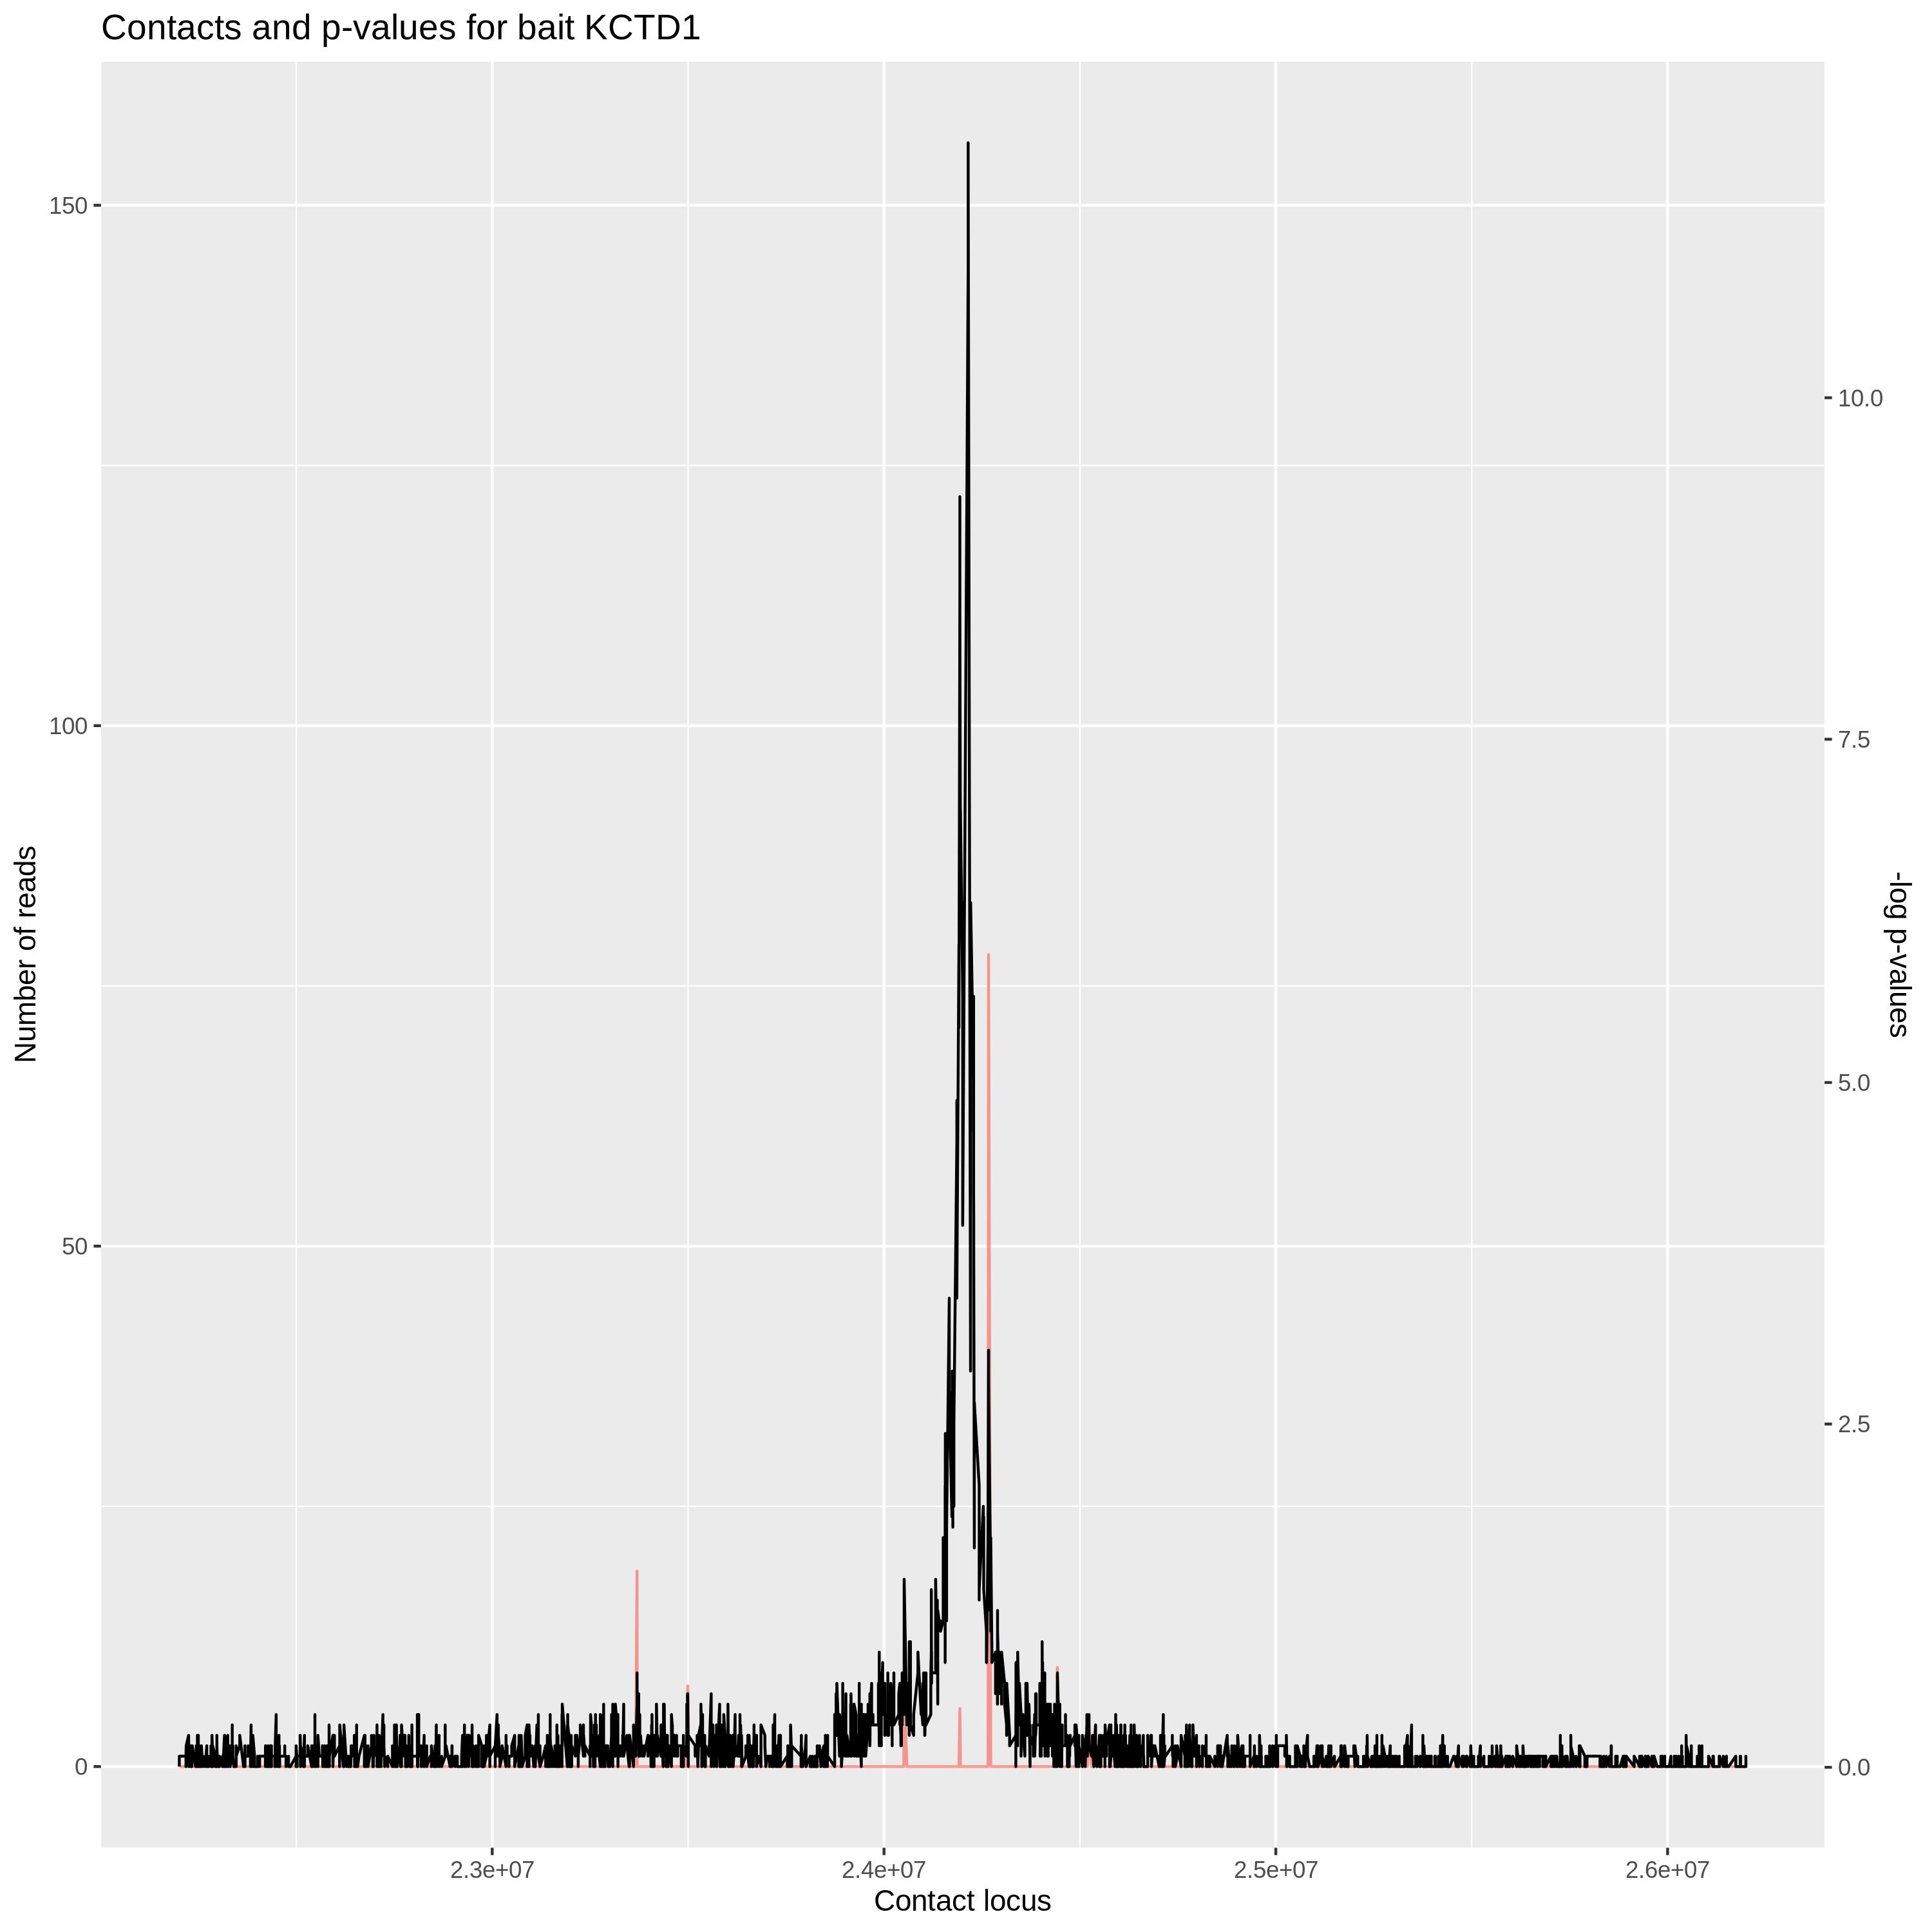 Contacts and p-values for bait KCTD1
150
100
50
0
Number of reads
10.0
7.5
5.0
2.5
0.0
-log p-values
2.3e+07
2.4e+07
2.5e+07
2.6e+07
Contact locus